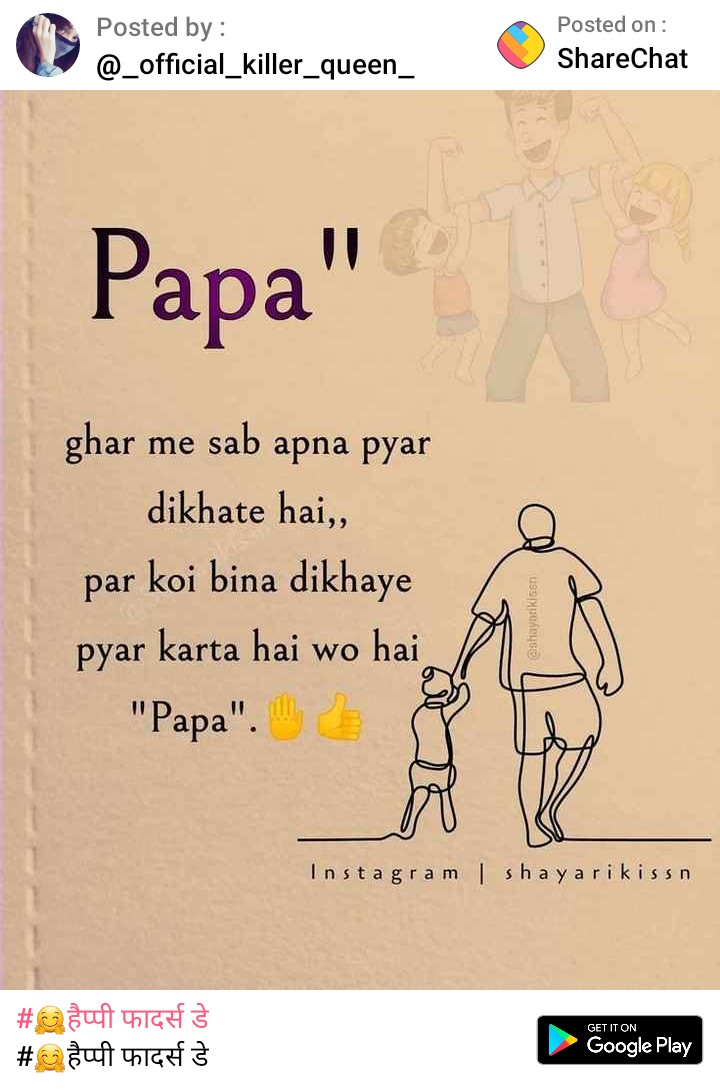 Posted by :
@_official_killer_queen_
Posted on :
ShareChat
Papa"
ghar me sab apna pyar
dikhate hai,,
par koi bina dikhaye
pyar karta hai wo hai
"Papa". 🤚👍
@shayarikissn
Instagram | shayarikissn
#🤗हैप्पी फादर्स डे
#🤗हैप्पी फादर्स डे
GET IT ON
Google Play